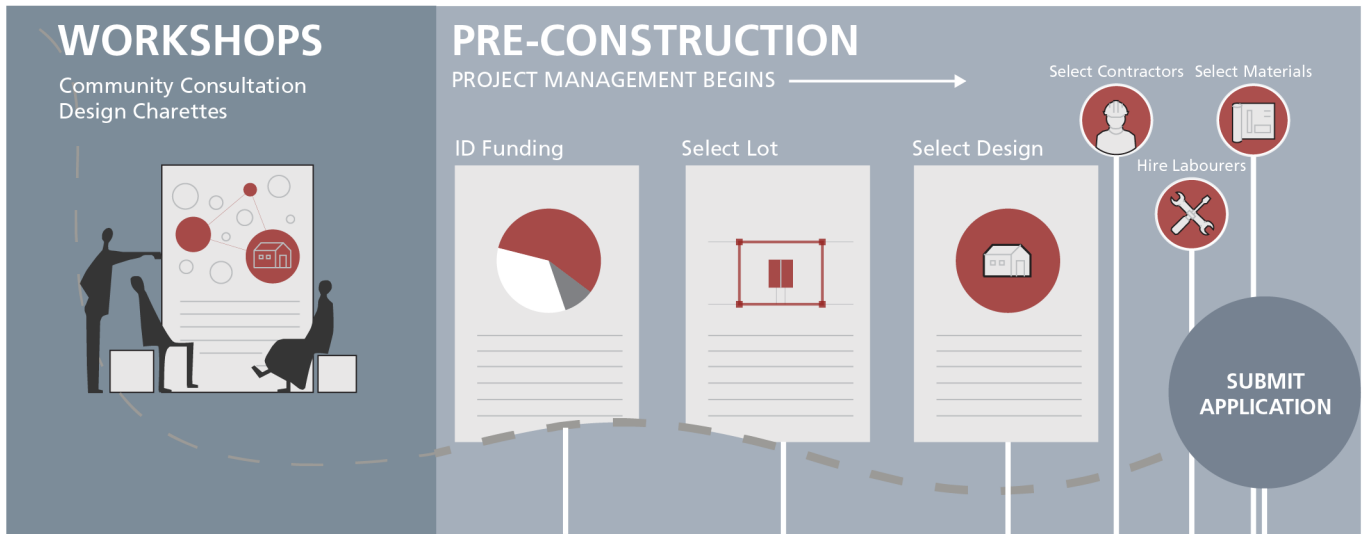 WORKSHOPS
Community Consultation
Design Charettes
PRE-CONSTRUCTION
PROJECT MANAGEMENT BEGINS
ID Funding
Select Lot
Select Design
Select Contractors
Select Materials
Hire Labourers
SUBMIT
APPLICATION